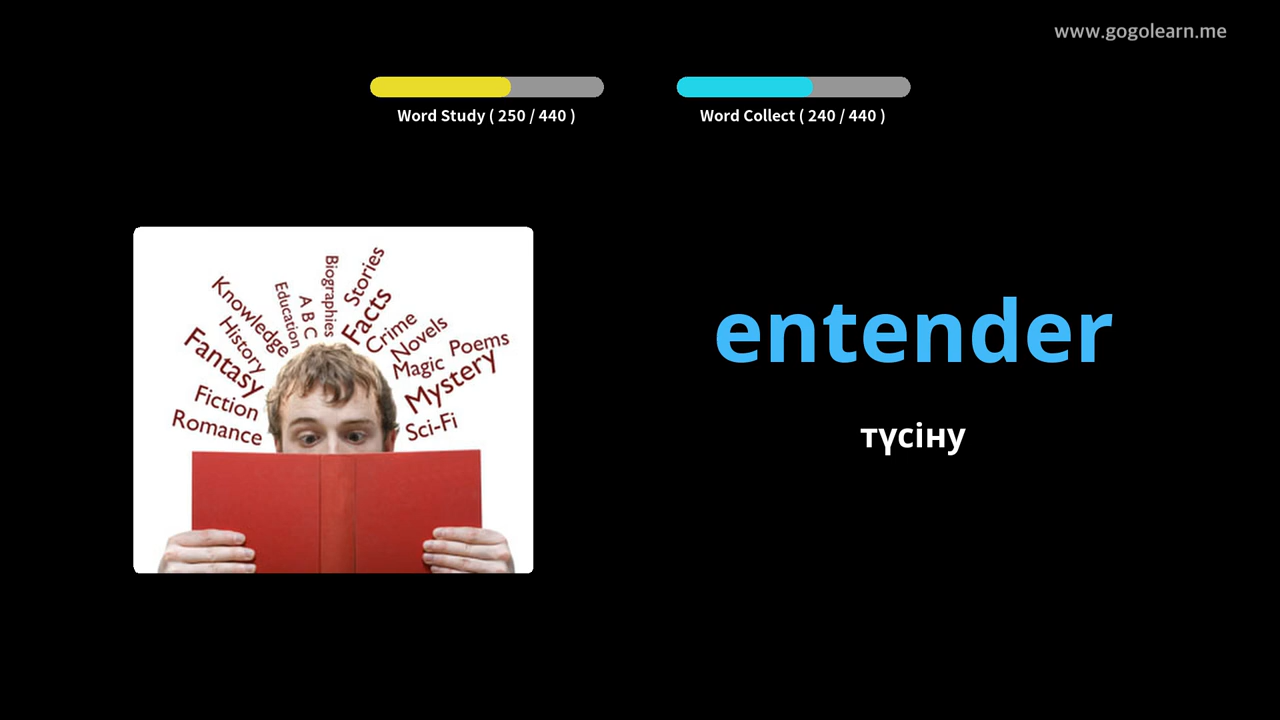 www.gogolearn.me
Word Study ( 250 / 440 )
Word Collect ( 240 / 440 )
Knowledge
Education
A B C
Biographies
Stories
Facts
Crime
Novels
Poems
History
Fantasy
Magic
Mystery
Fiction
Romance
Sci-Fi
entender
түсіну